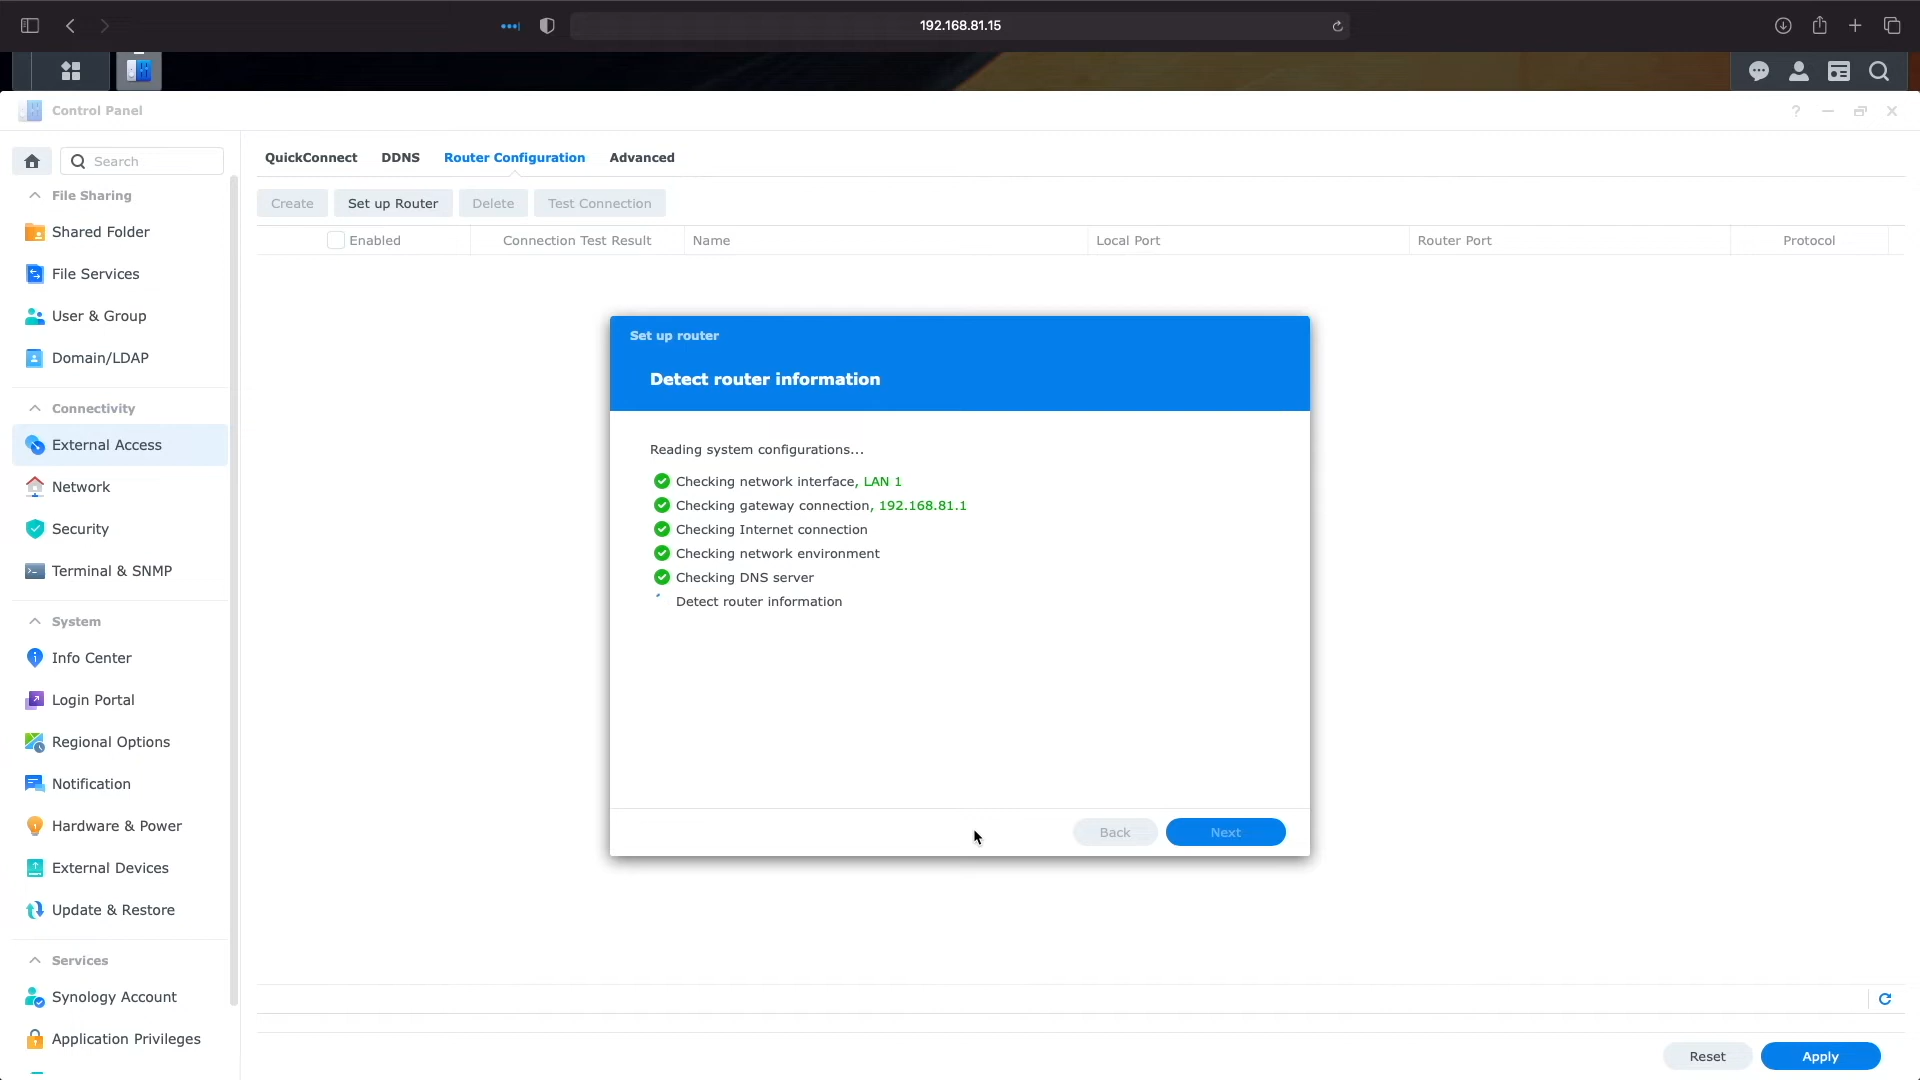 192.168.81.15
Control Panel
?
Search
File Sharing
Shared Folder
File Services
User & Group
Domain/LDAP
Connectivity
External Access
Network
Security
Terminal & SNMP
System
Info Center
Login Portal
Regional Options
Notification
Hardware & Power
External Devices
Update & Restore
Services
Synology Account
Application Privileges
QuickConnect DDNS Router Configuration Advanced
Create Set up Router Delete Test Connection
Enabled Connection Test Result Name Local Port Router Port Protocol
Set up router
Detect router information
Reading system configurations...
Checking network interface, LAN 1
Checking gateway connection, 192.168.81.1
Checking Internet connection
Checking network environment
Checking DNS server
Detect router information
Back Next
Reset Apply